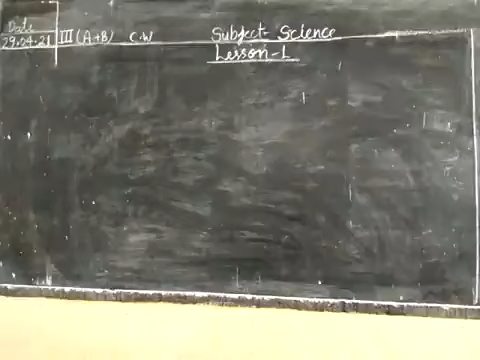 Date
29.04.21 III (A+B) C.W Subject- Science
Lesson-1